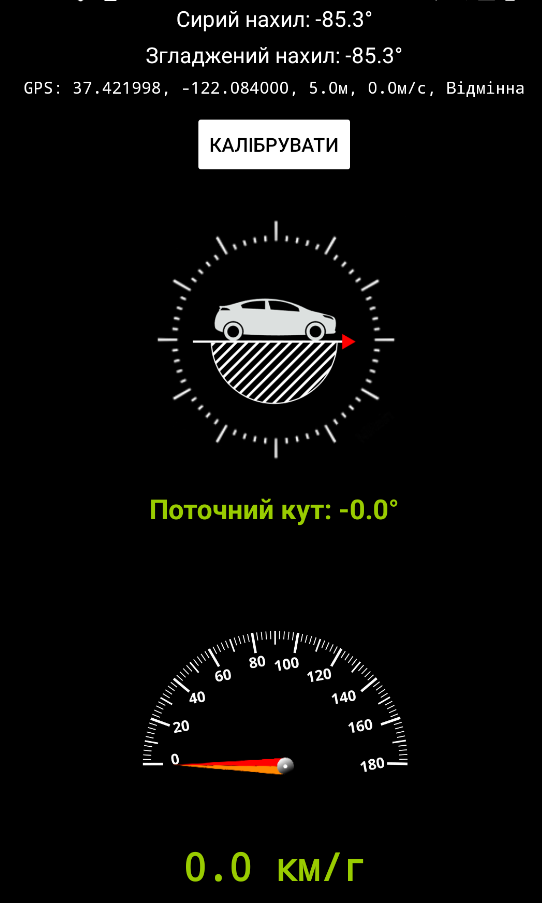 Сирий нахил: -85.3°
Згладжений нахил: -85.3°
GPS: 37.421998, -122.084000, 5.0м, 0.0м/с, Відмінна
КАЛІБРУВАТИ
Поточний кут: -0.0°
0 20 40 60 80 100 120 140 160 180
0.0 км/г